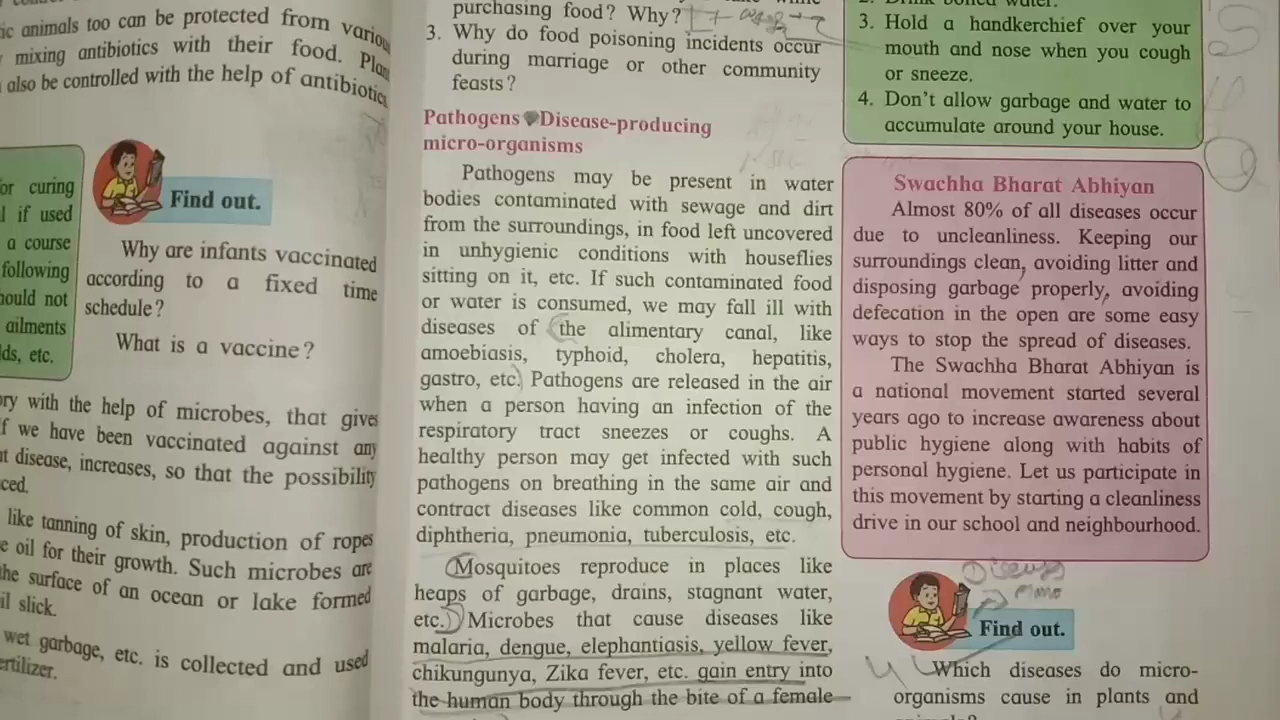 ic animals too can be protected from variou
mixing antibiotics with their food. Plan
also be controlled with the help of antibiotics
or curing
l if used
a course
following
hould not
ailments
lds, etc.
Find out.
Why are infants vaccinated
according to a fixed time
schedule?
What is a vaccine?
ory with the help of microbes, that gives
If we have been vaccinated against any
at disease, increases, so that the possibility
ced.
like tanning of skin, production of ropes
e oil for their growth. Such microbes are
the surface of an ocean or lake formed
il slick.
wet garbage, etc. is collected and used
ertilizer.
purchasing food? Why?
3. Why do food poisoning incidents occur
during marriage or other community
feasts?
Pathogens Disease-producing
micro-organisms
Pathogens may be present in water
bodies contaminated with sewage and dirt
from the surroundings, in food left uncovered
in unhygienic conditions with houseflies
sitting on it, etc. If such contaminated food
or water is consumed, we may fall ill with
diseases of the alimentary canal, like
amoebiasis, typhoid, cholera, hepatitis,
gastro, etc. Pathogens are released in the air
when a person having an infection of the
respiratory tract sneezes or coughs. A
healthy person may get infected with such
pathogens on breathing in the same air and
contract diseases like common cold, cough,
diphtheria, pneumonia, tuberculosis, etc.
Mosquitoes reproduce in places like
heaps of garbage, drains, stagnant water,
etc. Microbes that cause diseases like
malaria, dengue, elephantiasis, yellow fever,
chikungunya, Zika fever, etc. gain entry into
the human body through the bite of a female
2. Drink boiled water.
3. Hold a handkerchief over your
mouth and nose when you cough
or sneeze.
4. Don't allow garbage and water to
accumulate around your house.
Swachha Bharat Abhiyan
Almost 80% of all diseases occur
due to uncleanliness. Keeping our
surroundings clean, avoiding litter and
disposing garbage properly, avoiding
defecation in the open are some easy
ways to stop the spread of diseases.
The Swachha Bharat Abhiyan is
a national movement started several
years ago to increase awareness about
public hygiene along with habits of
personal hygiene. Let us participate in
this movement by starting a cleanliness
drive in our school and neighbourhood.
Find out.
Which diseases do micro-
organisms cause in plants and